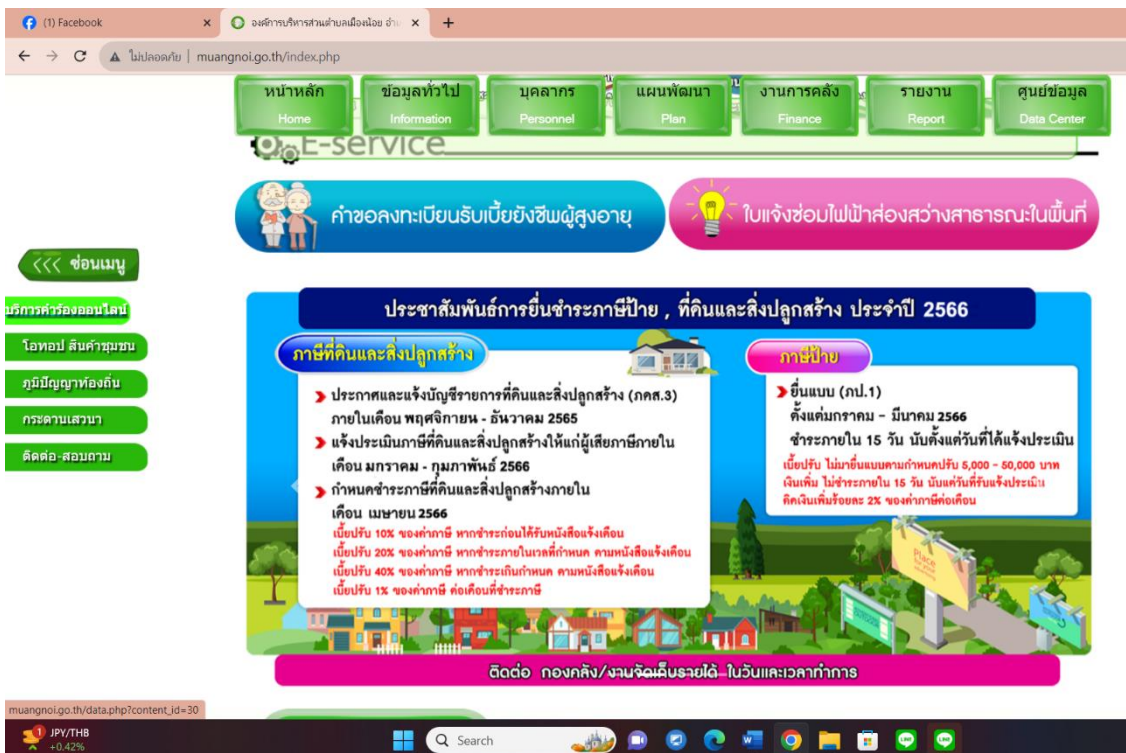 (1) Facebook
องค์การบริหารส่วนตำบลเมืองน้อย อำเ
ไม่ปลอดภัย
muangnoi.go.th/index.php
หน้าหลัก
Home
ข้อมูลทั่วไป
Information
บุคลากร
Personnel
แผนพัฒนา
Plan
งานการคลัง
Finance
รายงาน
Report
ศูนย์ข้อมูล
Data Center
E-service
คำขอลงทะเบียนรับเบี้ยยังชีพผู้สูงอายุ
ใบแจ้งซ่อมไฟฟ้าส่องสว่างสาธารณะในพื้นที่
<<< ซ่อนเมนู
บริการคำร้องออนไลน์
โอทอป สินค้าชุมชน
ภูมิปัญญาท้องถิ่น
กระดานเสวนา
ติดต่อ-สอบถาม
ประชาสัมพันธ์การยื่นชำระภาษีป้าย , ที่ดินและสิ่งปลูกสร้าง ประจำปี 2566
ภาษีที่ดินและสิ่งปลูกสร้าง
ประกาศและแจ้งบัญชีรายการที่ดินและสิ่งปลูกสร้าง (ภดส.3)
ภายในเดือน พฤศจิกายน - ธันวาคม 2565
แจ้งประเมินภาษีที่ดินและสิ่งปลูกสร้างให้แก่ผู้เสียภาษีภายใน
เดือน มกราคม - กุมภาพันธ์ 2566
กำหนดชำระภาษีที่ดินและสิ่งปลูกสร้างภายใน
เดือน เมษายน 2566
เบี้ยปรับ 10% ของค่าภาษี หากชำระก่อนได้รับหนังสือแจ้งเตือน
เบี้ยปรับ 20% ของค่าภาษี หากชำระภายในเวลที่กำหนด ตามหนังสือแจ้งเตือน
เบี้ยปรับ 40% ของค่าภาษี หากชำระเกินกำหนด ตามหนังสือแจ้งเตือน
เบี้ยปรับ 1% ของค่าภาษี ต่อเดือนที่ชำระภาษี
ภาษีป้าย
ยื่นแบบ (ภป.1)
ตั้งแต่มกราคม - มีนาคม 2566
ชำระภายใน 15 วัน นับตั้งแต่วันที่ได้แจ้งประเมิน
เบี้ยปรับ ไม่มายื่นแบบตามกำหนดปรับ 5,000 - 50,000 บาท
เงินเพิ่ม ไม่ชำระภายใน 15 วัน นับแต่วันที่รับแจ้งประเมิน
คิดเงินเพิ่มร้อยละ 2% ของค่าภาษีต่อเดือน
Place
for your
advertising
ติดต่อ กองคลัง/งานจัดเก็บรายได้ ในวันและเวลาทำการ
muangnoi.go.th/data.php?content_id=30
1
JPY/THB
+0.42%
Search